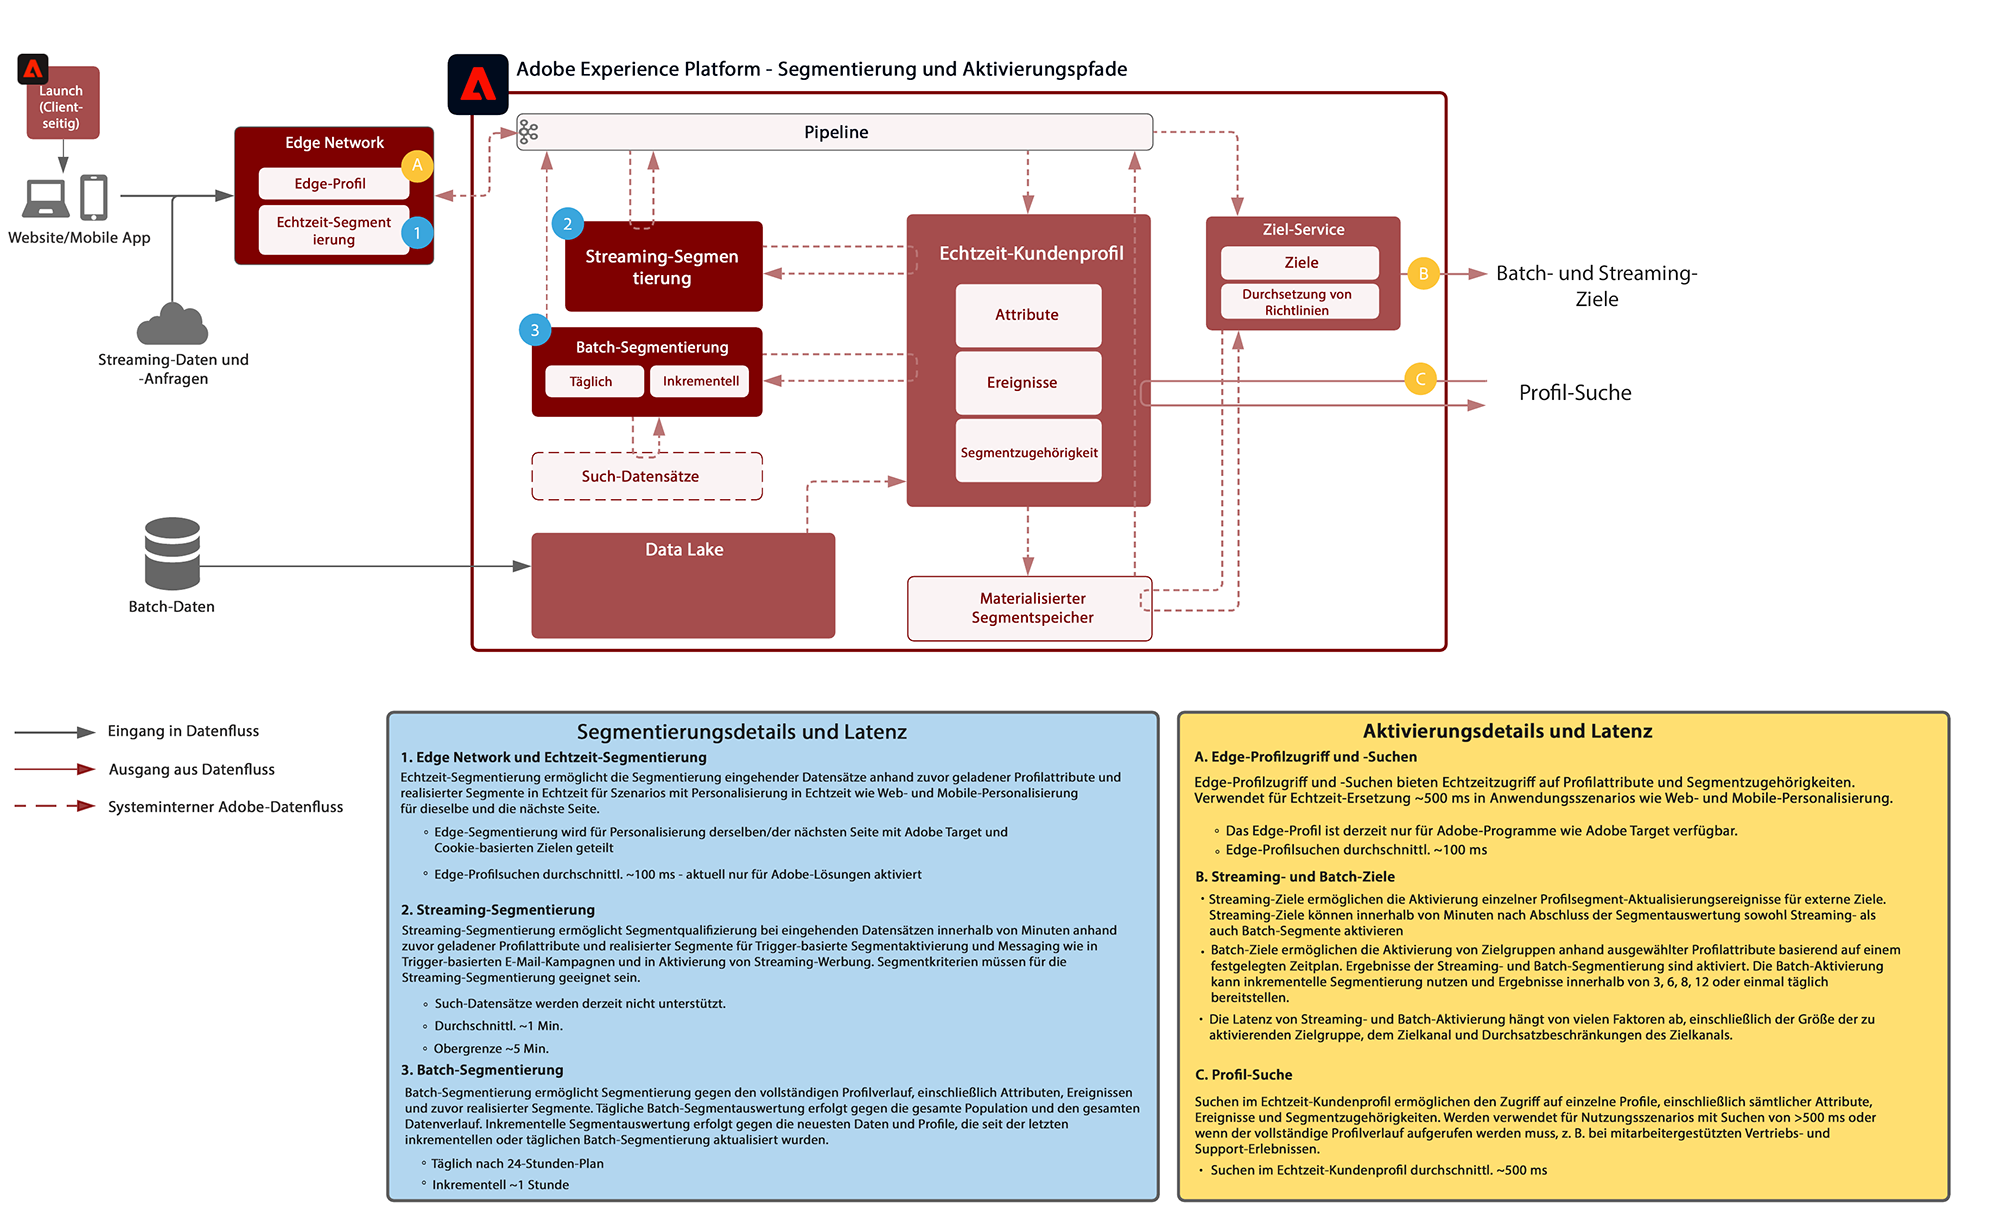 Adobe Experience Platform - Segmentierung und Aktivierungspfade
Launch
(Client-
seitig)
Website/Mobile App
Streaming-Daten und
-Anfragen
Batch-Daten
Edge Network
Edge-Profil
A
Echtzeit-Segment
ierung
1
Pipeline
2
Streaming-Segmen
tierung
3
Batch-Segmentierung
Täglich
Inkrementell
Such-Datensätze
Data Lake
Echtzeit-Kundenprofil
Attribute
Ereignisse
Segmentzugehörigkeit
Materialisierter
Segmentspeicher
Ziel-Service
Ziele
Durchsetzung von
Richtlinien
B
Batch- und Streaming-
Ziele
C
Profil-Suche
Eingang in Datenfluss
Ausgang aus Datenfluss
Systeminterner Adobe-Datenfluss
Segmentierungsdetails und Latenz
1. Edge Network und Echtzeit-Segmentierung
Echtzeit-Segmentierung ermöglicht die Segmentierung eingehender Datensätze anhand zuvor geladener Profilattribute und
realisierter Segmente in Echtzeit für Szenarios mit Personalisierung in Echtzeit wie Web- und Mobile-Personalisierung
für dieselbe und die nächste Seite.
◦ Edge-Segmentierung wird für Personalisierung derselben/der nächsten Seite mit Adobe Target und
Cookie-basierten Zielen geteilt
◦ Edge-Profilsuchen durchschnittl. ~100 ms - aktuell nur für Adobe-Lösungen aktiviert
2. Streaming-Segmentierung
Streaming-Segmentierung ermöglicht Segmentqualifizierung bei eingehenden Datensätzen innerhalb von Minuten anhand
zuvor geladener Profilattribute und realisierter Segmente für Trigger-basierte Segmentaktivierung und Messaging wie in
Trigger-basierten E-Mail-Kampagnen und in Aktivierung von Streaming-Werbung. Segmentkriterien müssen für die
Streaming-Segmentierung geeignet sein.
◦ Such-Datensätze werden derzeit nicht unterstützt.
◦ Durchschnittl. ~1 Min.
◦ Obergrenze ~5 Min.
3. Batch-Segmentierung
Batch-Segmentierung ermöglicht Segmentierung gegen den vollständigen Profilverlauf, einschließlich Attributen, Ereignissen
und zuvor realisierter Segmente. Tägliche Batch-Segmentauswertung erfolgt gegen die gesamte Population und den gesamten
Datenverlauf. Inkrementelle Segmentauswertung erfolgt gegen die neuesten Daten und Profile, die seit der letzten
inkrementellen oder täglichen Batch-Segmentierung aktualisiert wurden.
◦ Täglich nach 24-Stunden-Plan
◦ Inkrementell ~1 Stunde
Aktivierungsdetails und Latenz
A. Edge-Profilzugriff und -Suchen
Edge-Profilzugriff und -Suchen bieten Echtzeitzugriff auf Profilattribute und Segmentzugehörigkeiten.
Verwendet für Echtzeit-Ersetzung ~500 ms in Anwendungsszenarios wie Web- und Mobile-Personalisierung.
◦ Das Edge-Profil ist derzeit nur für Adobe-Programme wie Adobe Target verfügbar.
◦ Edge-Profilsuchen durchschnittl. ~100 ms
B. Streaming- und Batch-Ziele
• Streaming-Ziele ermöglichen die Aktivierung einzelner Profilsegment-Aktualisierungsereignisse für externe Ziele.
Streaming-Ziele können innerhalb von Minuten nach Abschluss der Segmentauswertung sowohl Streaming- als
auch Batch-Segmente aktivieren
• Batch-Ziele ermöglichen die Aktivierung von Zielgruppen anhand ausgewählter Profilattribute basierend auf einem
festgelegten Zeitplan. Ergebnisse der Streaming- und Batch-Segmentierung sind aktiviert. Die Batch-Aktivierung
kann inkrementelle Segmentierung nutzen und Ergebnisse innerhalb von 3, 6, 8, 12 oder einmal täglich
bereitstellen.
• Die Latenz von Streaming- und Batch-Aktivierung hängt von vielen Faktoren ab, einschließlich der Größe der zu
aktivierenden Zielgruppe, dem Zielkanal und Durchsatzbeschränkungen des Zielkanals.
C. Profil-Suche
Suchen im Echtzeit-Kundenprofil ermöglichen den Zugriff auf einzelne Profile, einschließlich sämtlicher Attribute,
Ereignisse und Segmentzugehörigkeiten. Werden verwendet für Nutzungsszenarios mit Suchen von >500 ms oder
wenn der vollständige Profilverlauf aufgerufen werden muss, z. B. bei mitarbeitergestützten Vertriebs- und
Support-Erlebnissen.
• Suchen im Echtzeit-Kundenprofil durchschnittl. ~500 ms